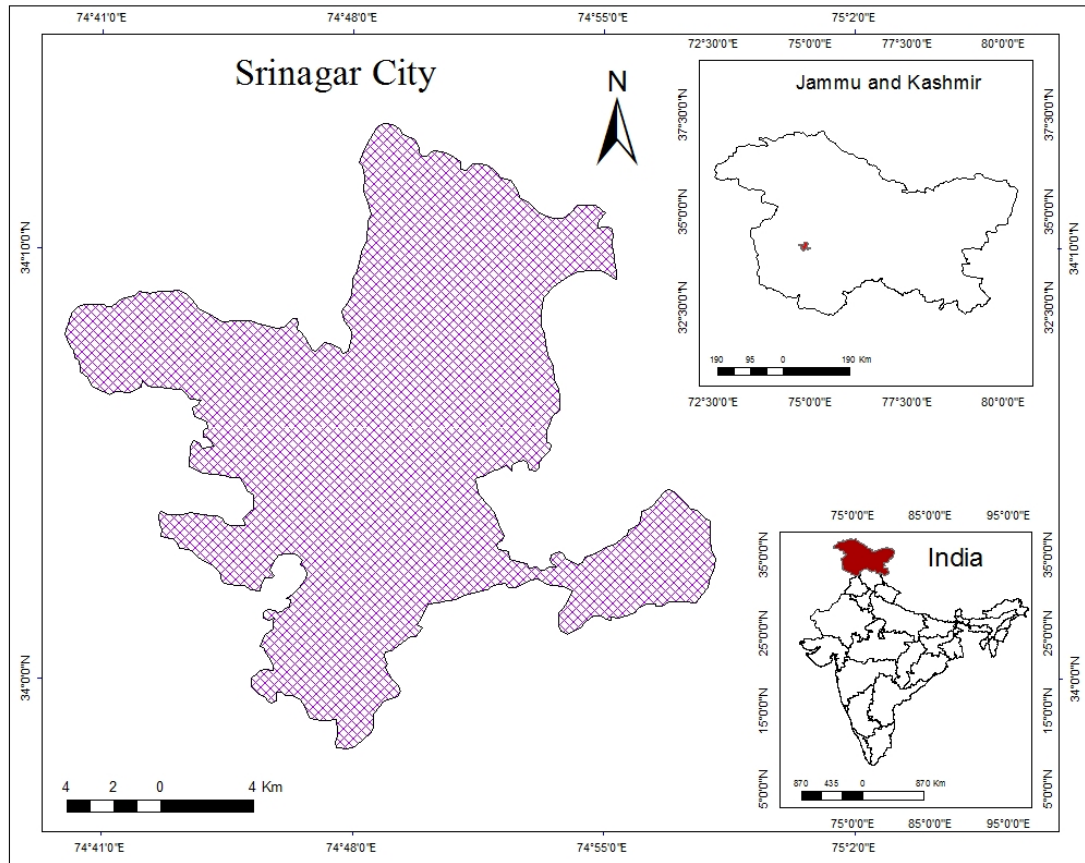 74°41'0"E 74°48'0"E 74°55'0"E 75°2'0"E
Srinagar City
N
34°10'0"N
34°0'0"N
4 2 0 4 Km
72°30'0"E 75°0'0"E 77°30'0"E 80°0'0"E
Jammu and Kashmir
37°30'0"N 37°30'0"N
35°0'0"N 35°0'0"N
32°30'0"N 32°30'0"N
190 95 0 190 Km
72°30'0"E 75°0'0"E 77°30'0"E 80°0'0"E
34°10'0"N
75°0'0"E 85°0'0"E 95°0'0"E
India
35°0'0"N 35°0'0"N
25°0'0"N 25°0'0"N
15°0'0"N 15°0'0"N
5°0'0"N 5°0'0"N
870 435 0 870 Km
75°0'0"E 85°0'0"E 95°0'0"E
34°0'0"N
74°41'0"E 74°48'0"E 74°55'0"E 75°2'0"E